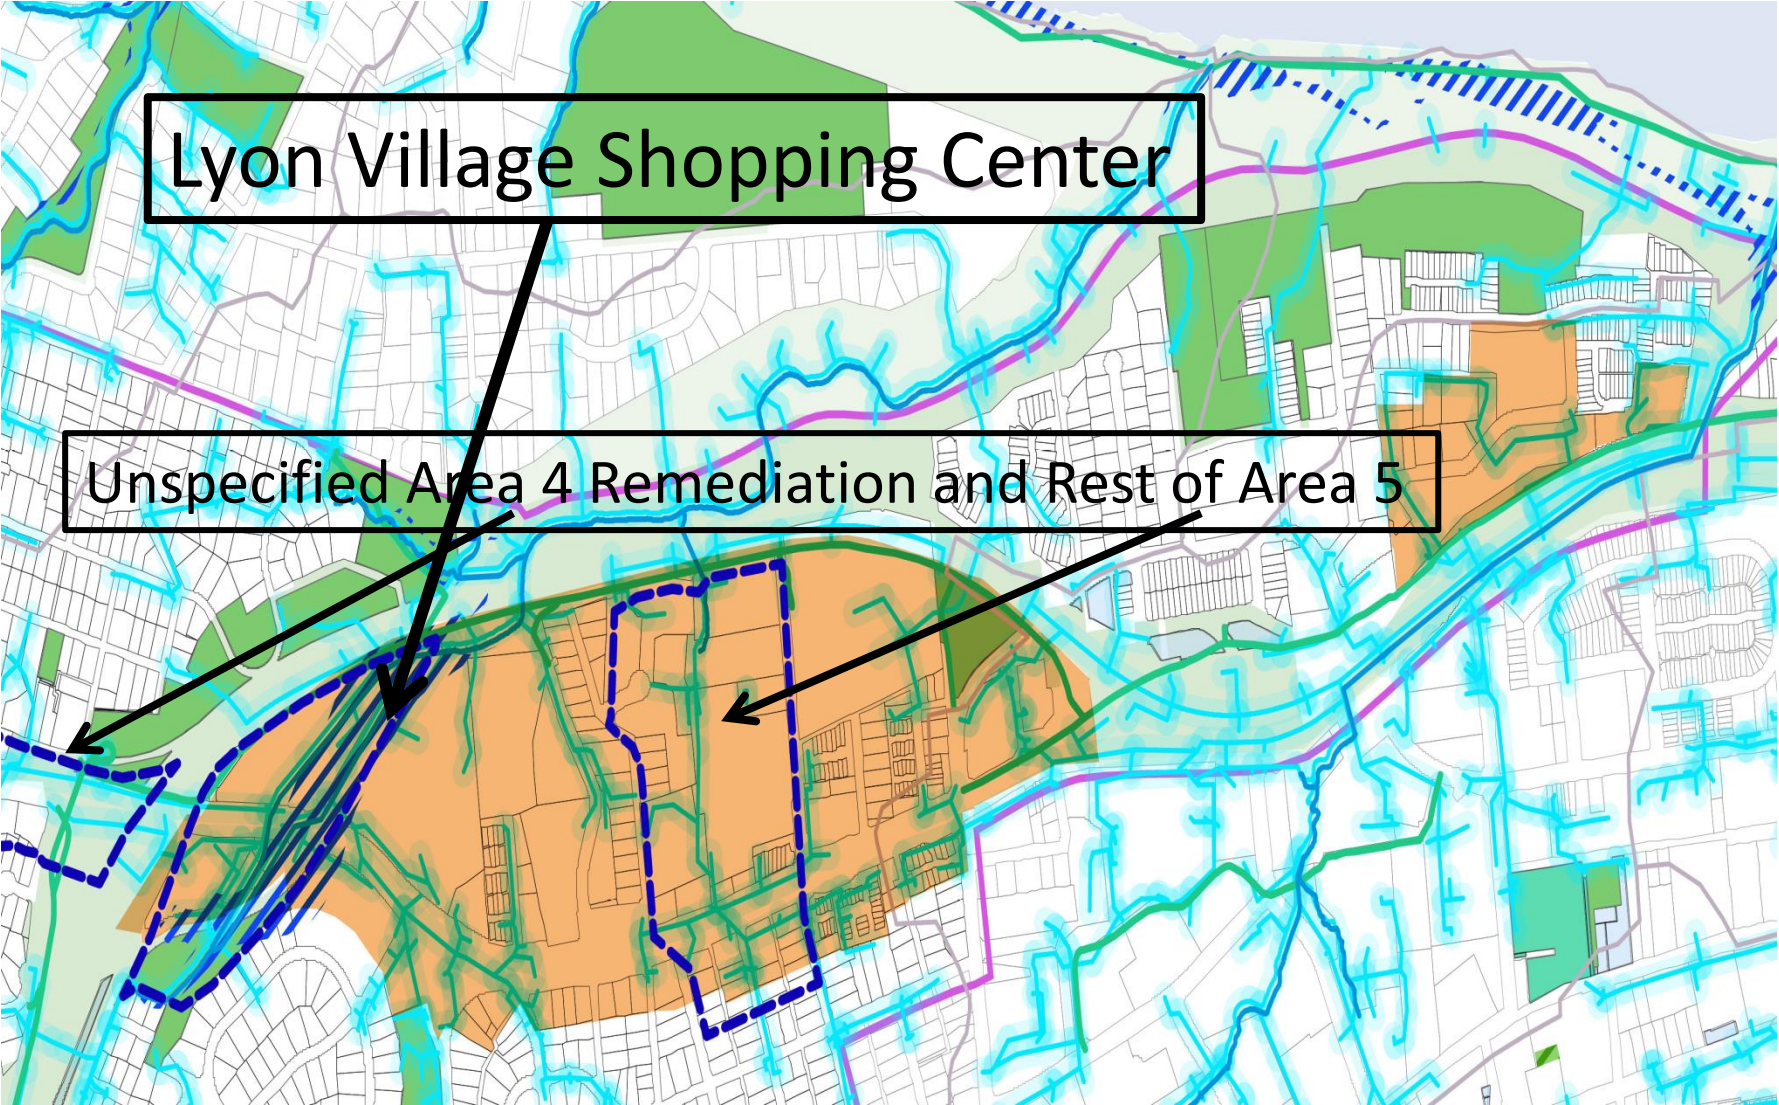 Lyon Village Shopping Center
Unspecified Area 4 Remediation and Rest of Area 5